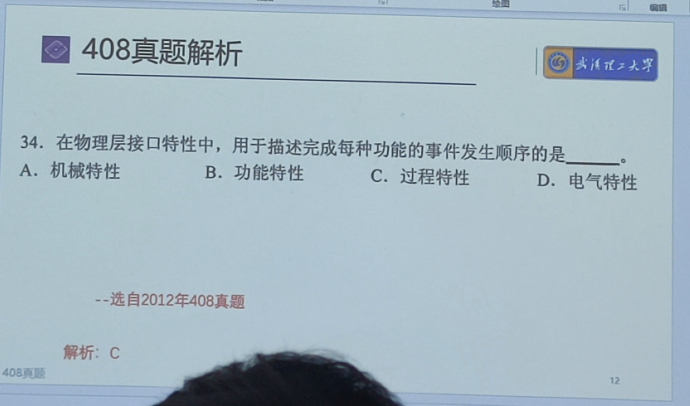 绘图
编辑
408真题解析
武汉理工大学
34. 在物理层接口特性中，用于描述完成每种功能的事件发生顺序的是______。
A. 机械特性 B. 功能特性 C. 过程特性 D. 电气特性
--选自2012年408真题
解析：C
408真题
12